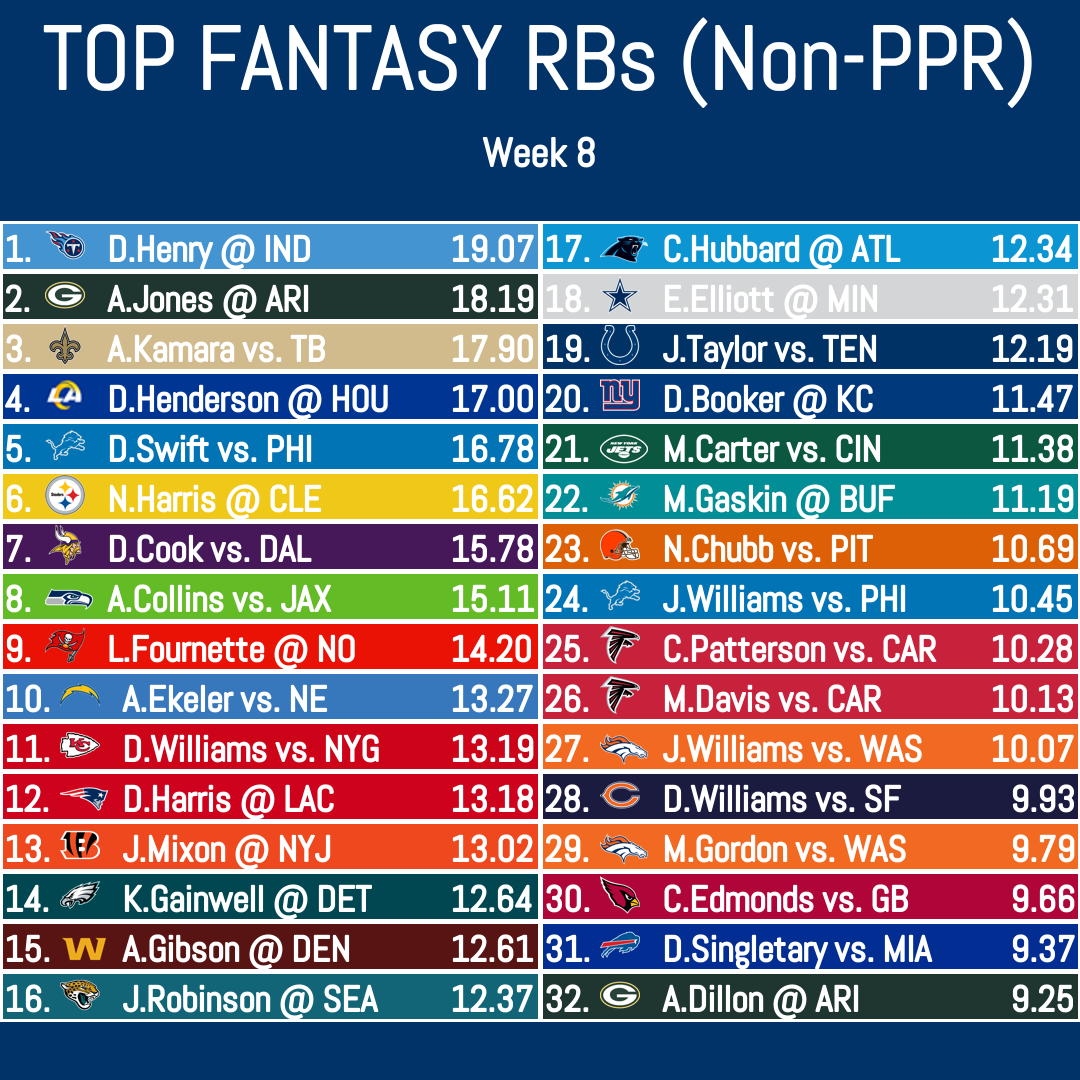 TOP FANTASY RBs (Non-PPR)
Week 8
1. D.Henry @ IND 19.07
2. A.Jones @ ARI 18.19
3. A.Kamara vs. TB 17.90
4. D.Henderson @ HOU 17.00
5. D.Swift vs. PHI 16.78
6. N.Harris @ CLE 16.62
7. D.Cook vs. DAL 15.78
8. A.Collins vs. JAX 15.11
9. L.Fournette @ NO 14.20
10. A.Ekeler vs. NE 13.27
11. D.Williams vs. NYG 13.19
12. D.Harris @ LAC 13.18
13. J.Mixon @ NYJ 13.02
14. K.Gainwell @ DET 12.64
15. A.Gibson @ DEN 12.61
16. J.Robinson @ SEA 12.37
17. C.Hubbard @ ATL 12.34
18. E.Elliott @ MIN 12.31
19. J.Taylor vs. TEN 12.19
20. D.Booker @ KC 11.47
21. M.Carter vs. CIN 11.38
22. M.Gaskin @ BUF 11.19
23. N.Chubb vs. PIT 10.69
24. J.Williams vs. PHI 10.45
25. C.Patterson vs. CAR 10.28
26. M.Davis vs. CAR 10.13
27. J.Williams vs. WAS 10.07
28. D.Williams vs. SF 9.93
29. M.Gordon vs. WAS 9.79
30. C.Edmonds vs. GB 9.66
31. D.Singletary vs. MIA 9.37
32. A.Dillon @ ARI 9.25